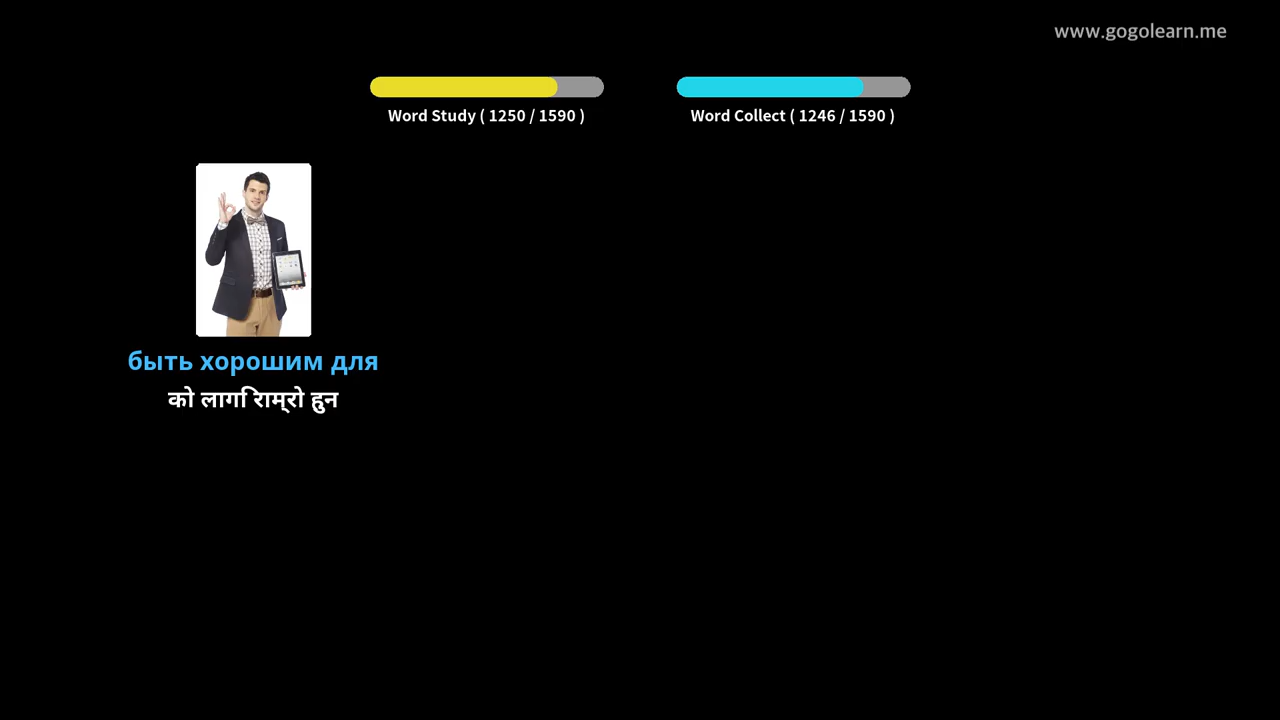 www.gogolearn.me
Word Study ( 1250 / 1590 )
Word Collect ( 1246 / 1590 )
быть хорошим для
को लागि राम्रो हुन